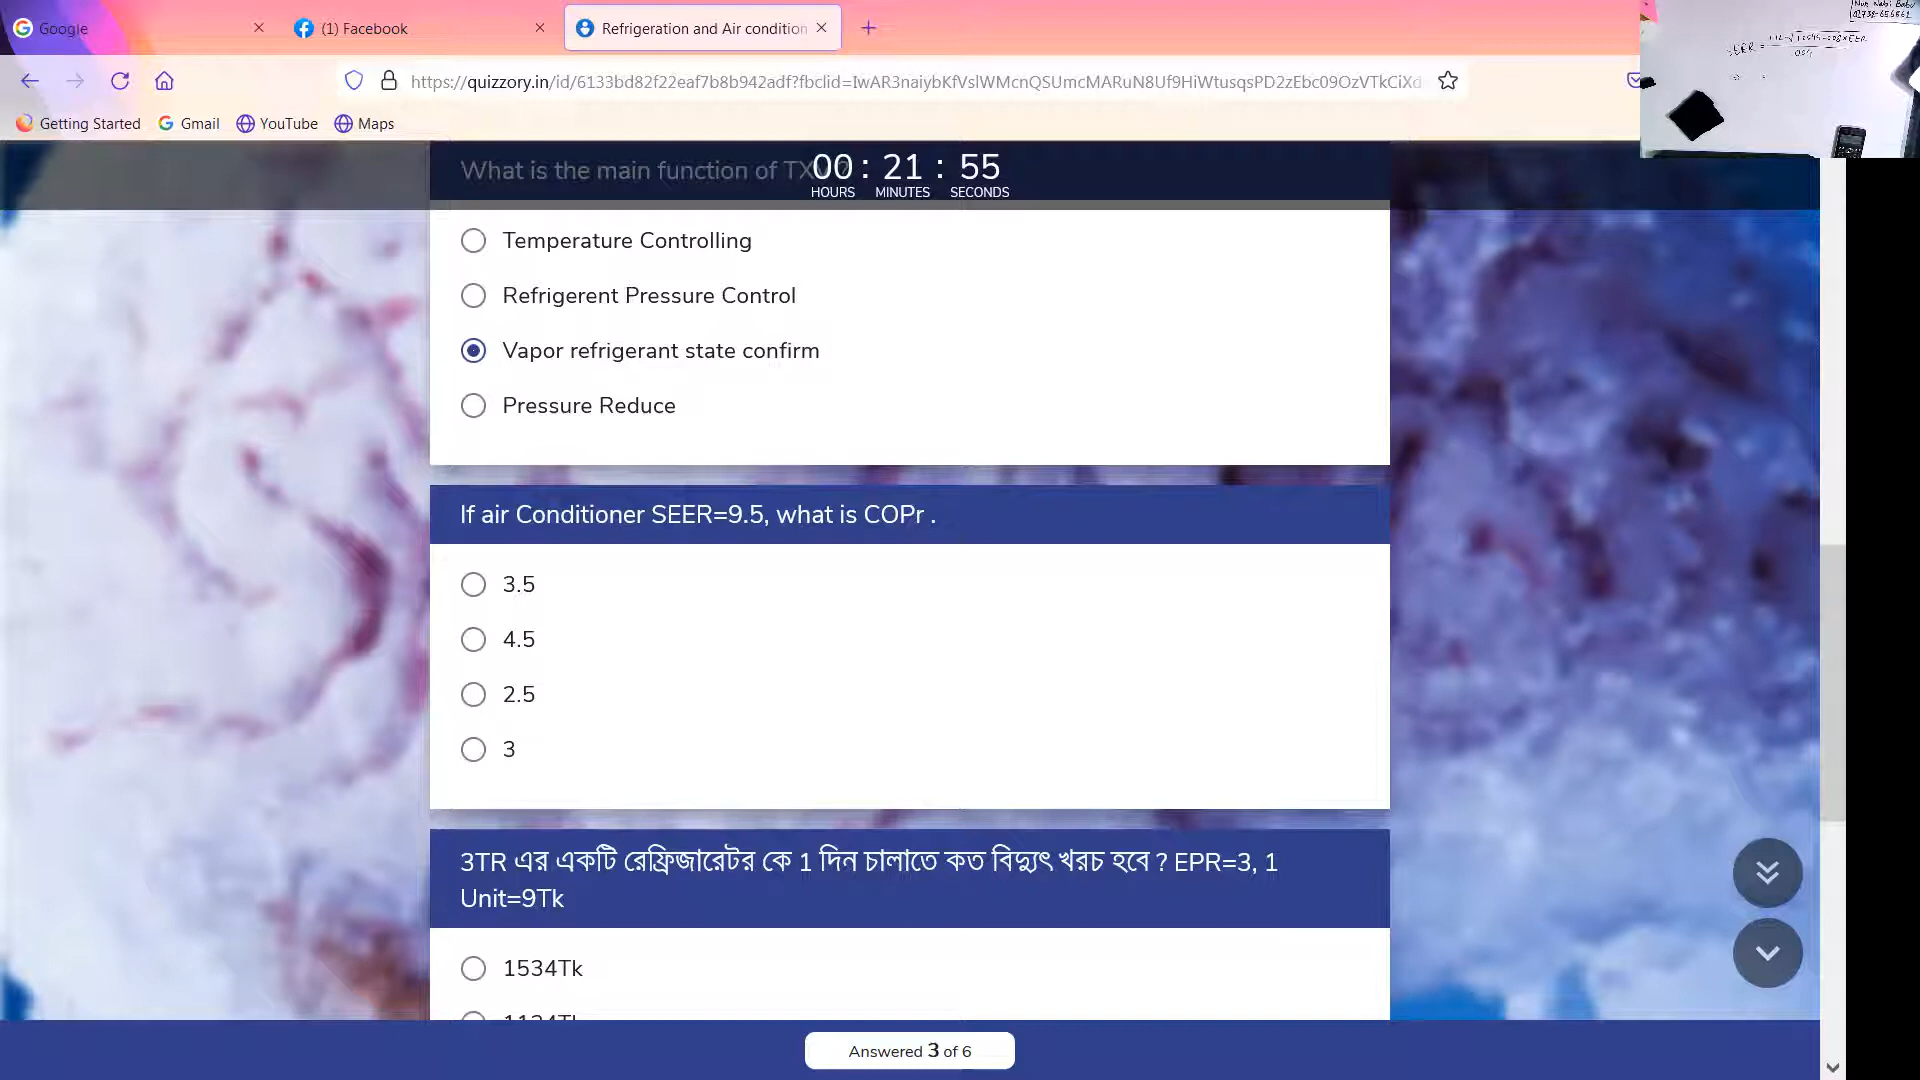 Google
(1) Facebook
Refrigeration and Air condition
https://quizzory.in/id/6133bd82f22eaf7b8b942adf?fbclid=IwAR3naiybKfVslWMcnQSUmcMARuN8Uf9HiWtusqsPD2zEbc09OzVTkCiXd
Getting Started
Gmail
YouTube
Maps
What is the main function of TX
00 : 21 : 55
HOURS MINUTES SECONDS
Temperature Controlling
Refrigerent Pressure Control
Vapor refrigerant state confirm
Pressure Reduce
If air Conditioner SEER=9.5, what is COPr .
3.5
4.5
2.5
3
3TR এর একটি রেফ্রিজারেটর কে 1 দিন চালাতে কত বিদ্যুৎ খরচ হবে ? EPR=3, 1
Unit=9Tk
1534Tk
Answered 3 of 6